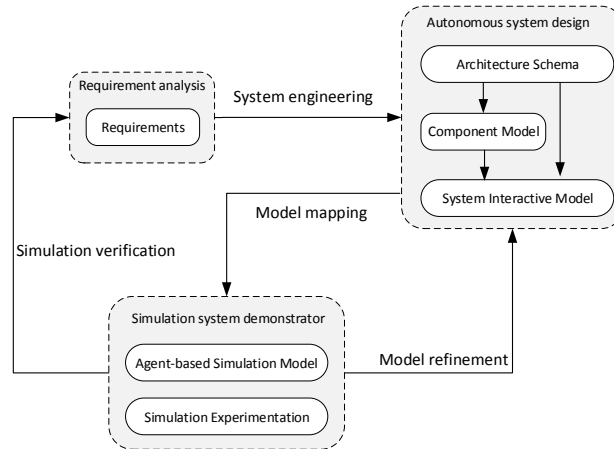 Autonomous system design
Architecture Schema
Component Model
System Interactive Model
Requirement analysis
Requirements
System engineering
Model mapping
Simulation verification
Simulation system demonstrator
Agent-based Simulation Model
Simulation Experimentation
Model refinement